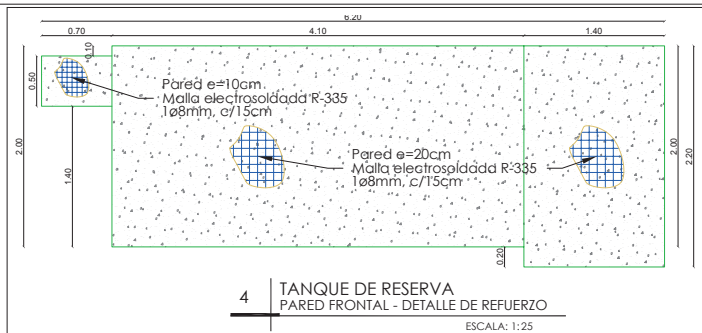 6.20
0.70
4.10
1.40
0.10
0.50
2.00
1.40
Pared e=10cm
Malla electrosoldada R-335
1ø8mm, c/15cm
Pared e=20cm
Malla electrosoldada R-335
1ø8mm, c/15cm
2.00
2.20
0.20
4
TANQUE DE RESERVA
PARED FRONTAL - DETALLE DE REFUERZO
ESCALA: 1:25